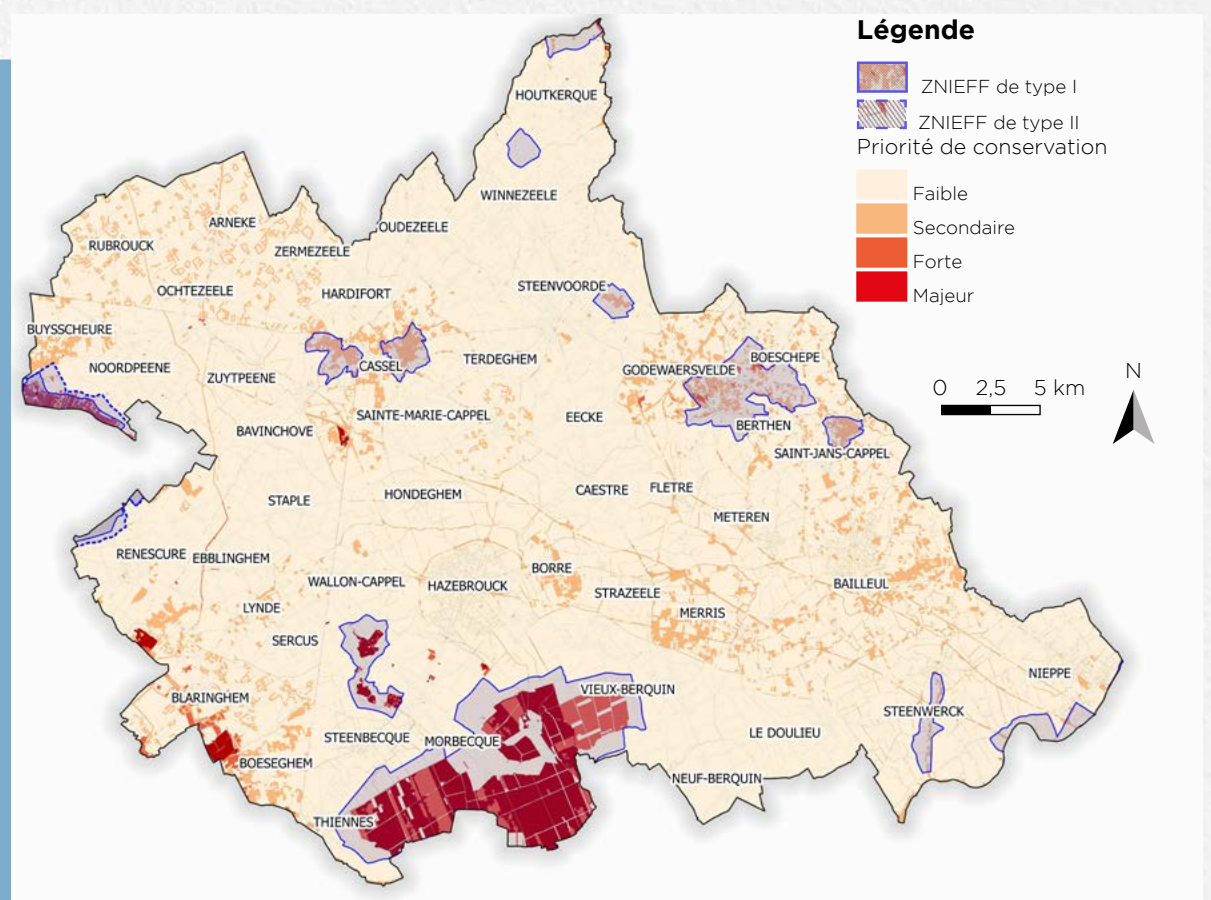 Légende
ZNIEFF de type I
ZNIEFF de type II
Priorité de conservation
Faible
Secondaire
Forte
Majeur
0 2,5 5 km
N
HOUTKERQUE
WINNEZEELE
ARNEKE
OUDEZEELE
RUBROUCK
ZERMEZEELE
OCHTEZEELE
HARDIFORT
STEENVOORDE
BUYSSCHEURE
NOORDPEENE
ZUYTPEENE
CASSEL
TERDEGHEM
GODEWAERSVELDE
BOESCHEPE
SAINTE-MARIE-CAPPEL
EECKE
BAVINCHOVE
BERTHEN
SAINT-JANS-CAPPEL
STAPLE
HONDEGHEM
CAESTRE
FLETRE
METEREN
RENESCURE
EBBLINGHEM
WALLON-CAPPEL
HAZEBROUCK
BORRE
STRAZEELE
BAILLEUL
LYNDE
MERRIS
SERCUS
NIEPPE
BLARINGHEM
VIEUX-BERQUIN
STEENWERCK
STEENBECQUE
MORBECQUE
LE DOULIEU
BOESEGHEM
NEUF-BERQUIN
THIENNES